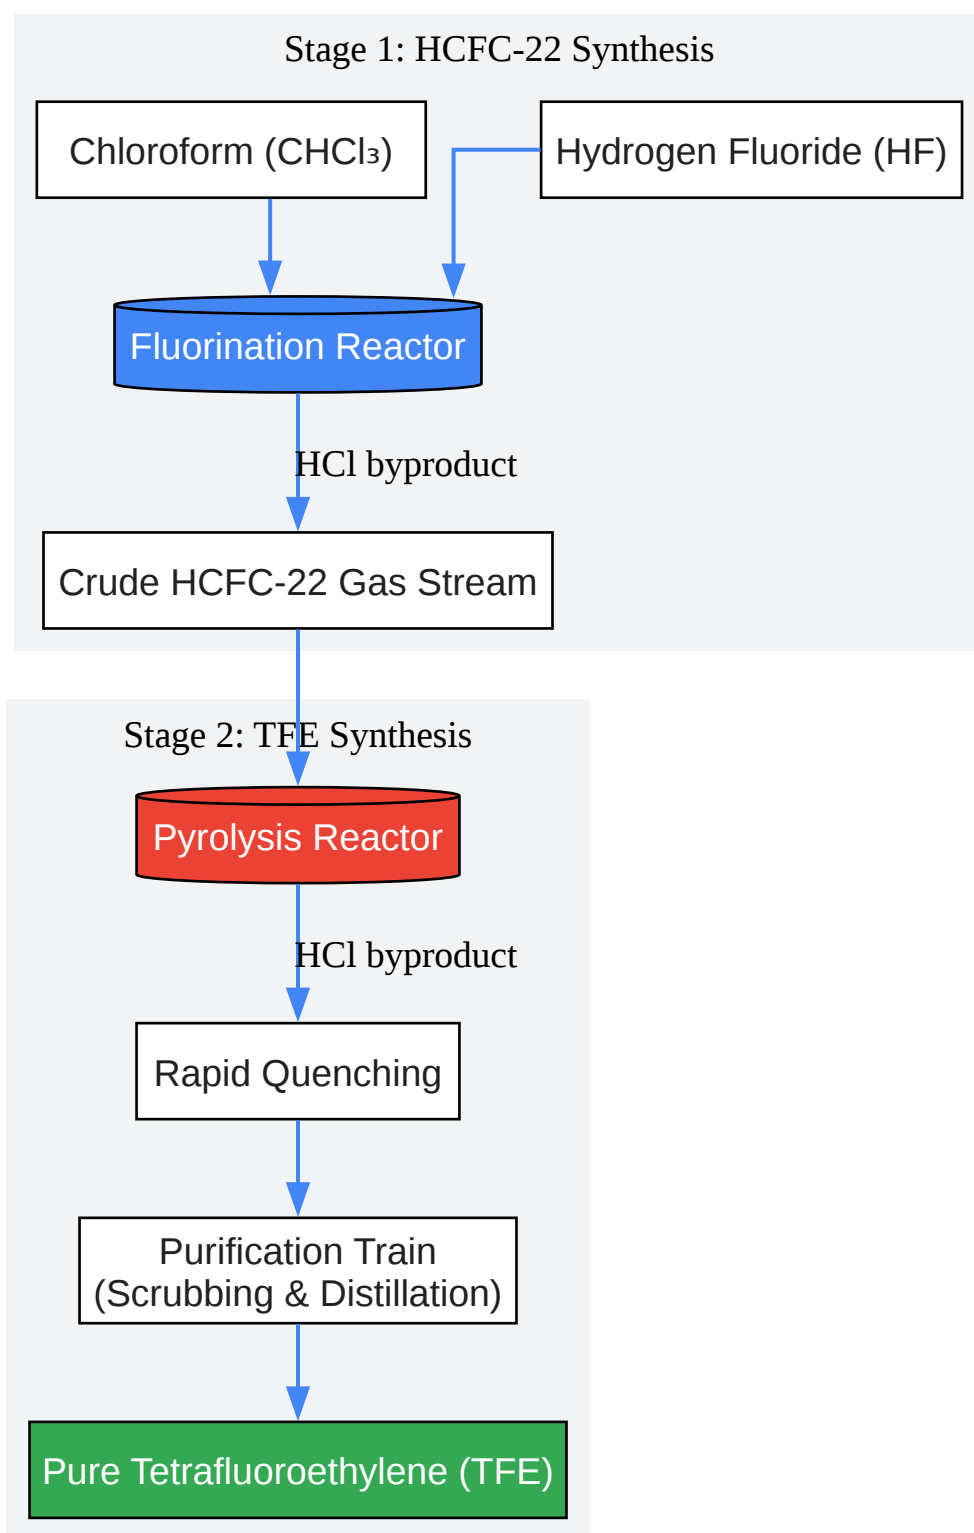 Stage 1: HCFC-22 Synthesis
Chloroform (CHCl₃)
Hydrogen Fluoride (HF)
Fluorination Reactor
HCl byproduct
Crude HCFC-22 Gas Stream
Stage 2: TFE Synthesis
Pyrolysis Reactor
HCl byproduct
Rapid Quenching
Purification Train
(Scrubbing & Distillation)
Pure Tetrafluoroethylene (TFE)